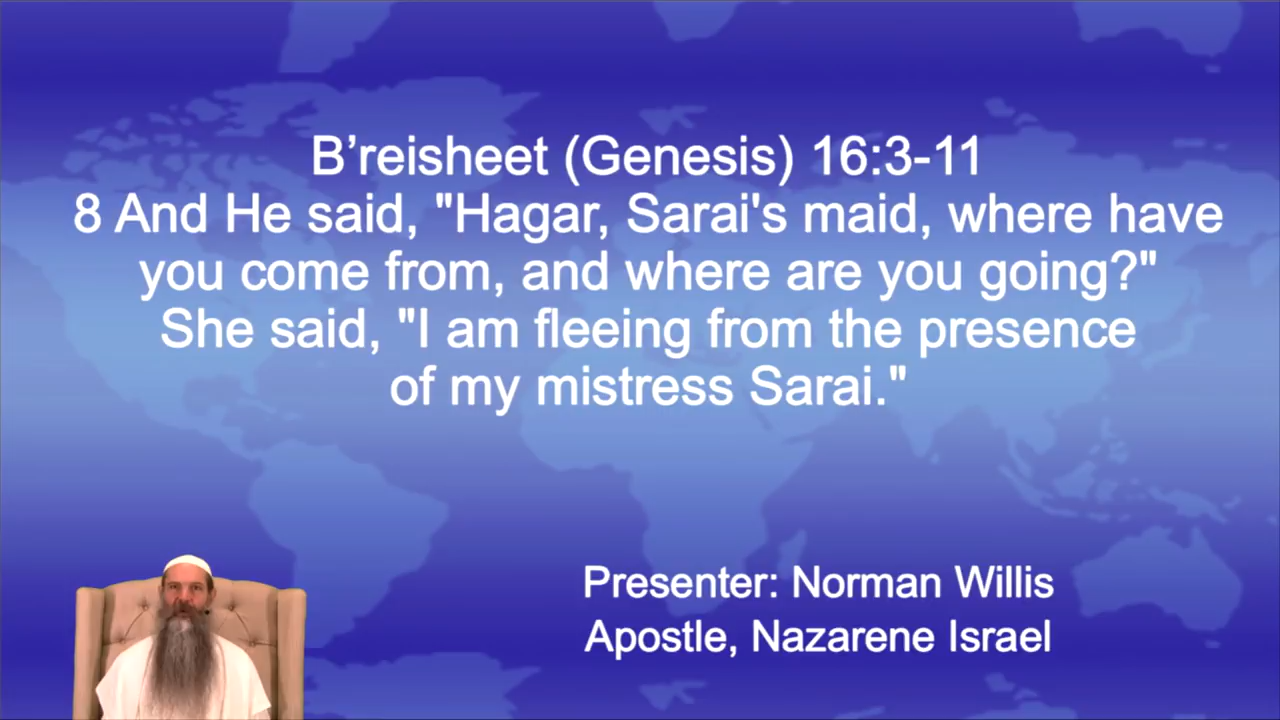 B’reisheet (Genesis) 16:3-11
8 And He said, "Hagar, Sarai's maid, where have
you come from, and where are you going?"
She said, "I am fleeing from the presence
of my mistress Sarai."
Presenter: Norman Willis
Apostle, Nazarene Israel